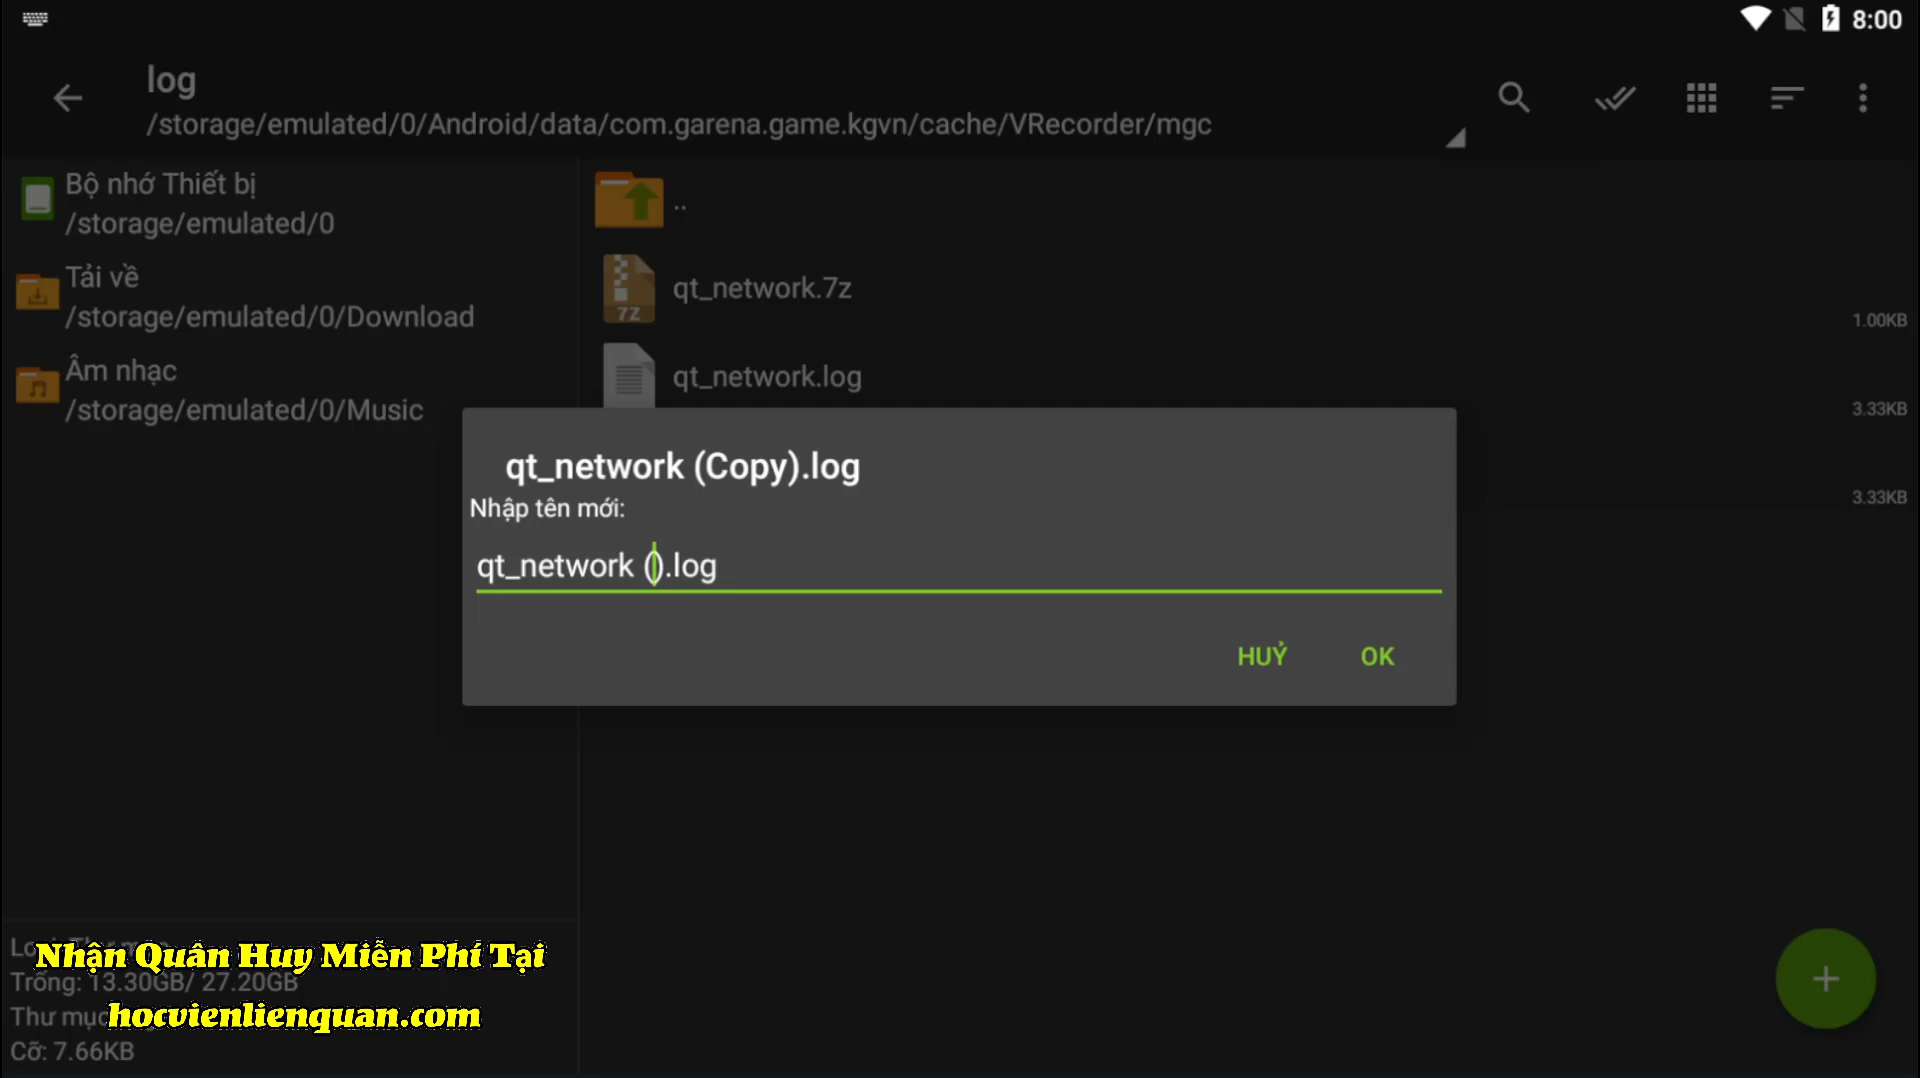 8:00
log
/storage/emulated/0/Android/data/com.garena.game.kgvn/cache/VRecorder/mgc
Bộ nhớ Thiết bị
/storage/emulated/0
Tải về
/storage/emulated/0/Download
Âm nhạc
/storage/emulated/0/Music
..
7Z
qt_network.7z
1.00KB
qt_network.log
3.33KB
3.33KB
qt_network (Copy).log
Nhập tên mới:
qt_network ().log
HUỶ
OK
Nhận Quân Huy Miễn Phí Tại
Trống: 13.30GB/ 27.20GB
Thư mục
hocvienlienquan.com
Cỡ: 7.66KB